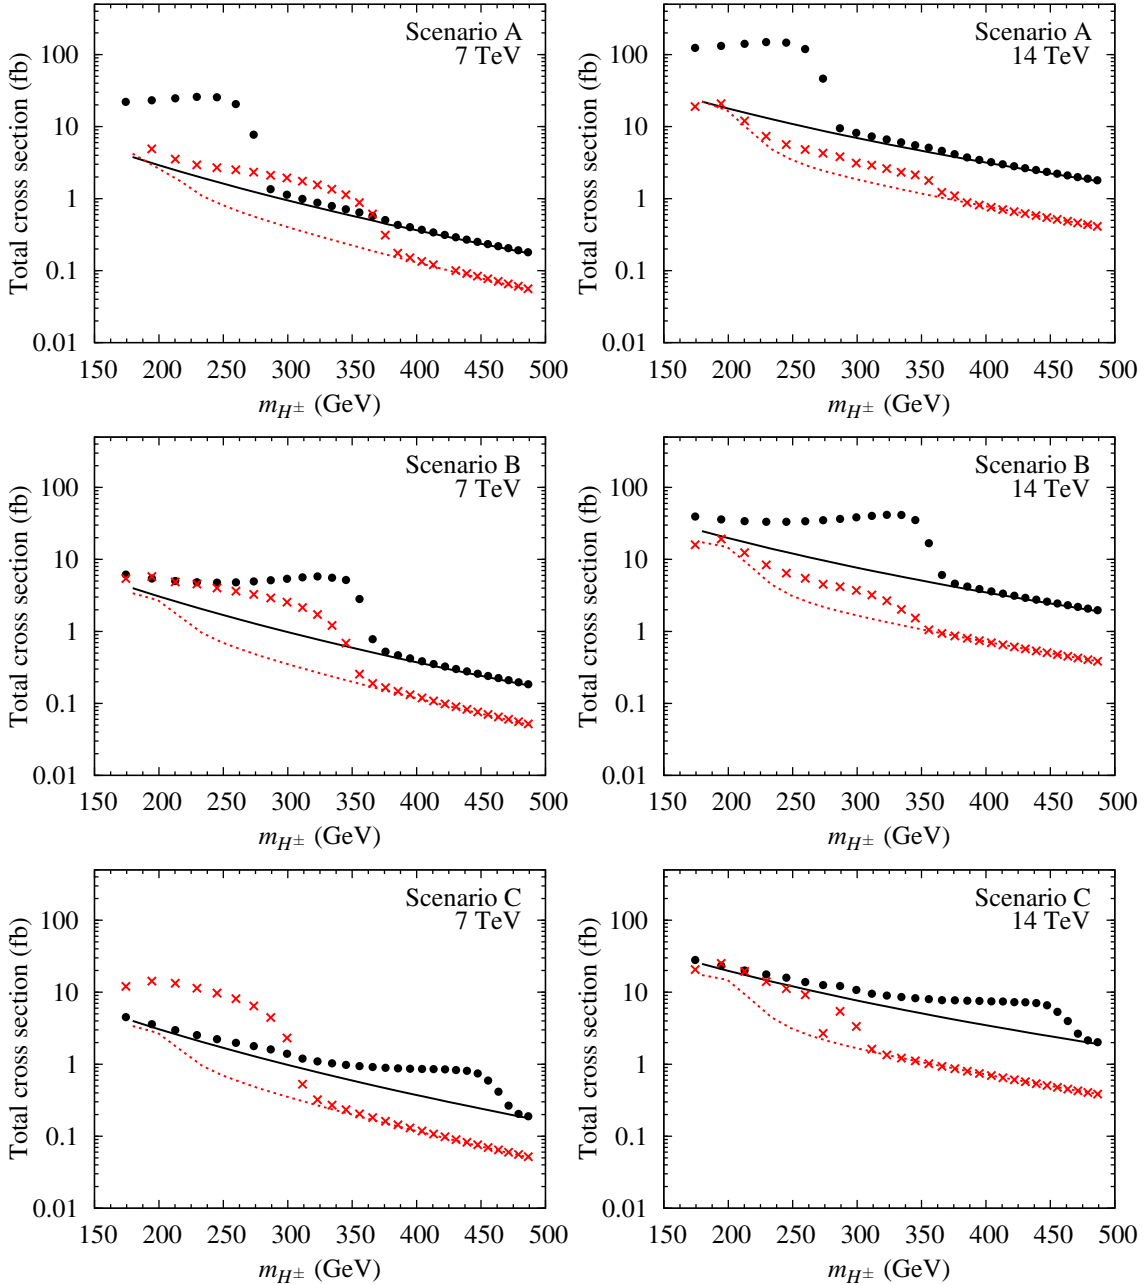 Scenario A
7 TeV
Total cross section (fb)
100
10
1
0.1
0.01
150 200 250 300 350 400 450 500
m_{H^±} (GeV)
Scenario A
14 TeV
Total cross section (fb)
100
10
1
0.1
0.01
150 200 250 300 350 400 450 500
m_{H^±} (GeV)
Scenario B
7 TeV
Total cross section (fb)
100
10
1
0.1
0.01
150 200 250 300 350 400 450 500
m_{H^±} (GeV)
Scenario B
14 TeV
Total cross section (fb)
100
10
1
0.1
0.01
150 200 250 300 350 400 450 500
m_{H^±} (GeV)
Scenario C
7 TeV
Total cross section (fb)
100
10
1
0.1
0.01
150 200 250 300 350 400 450 500
m_{H^±} (GeV)
Scenario C
14 TeV
Total cross section (fb)
100
10
1
0.1
0.01
150 200 250 300 350 400 450 500
m_{H^±} (GeV)